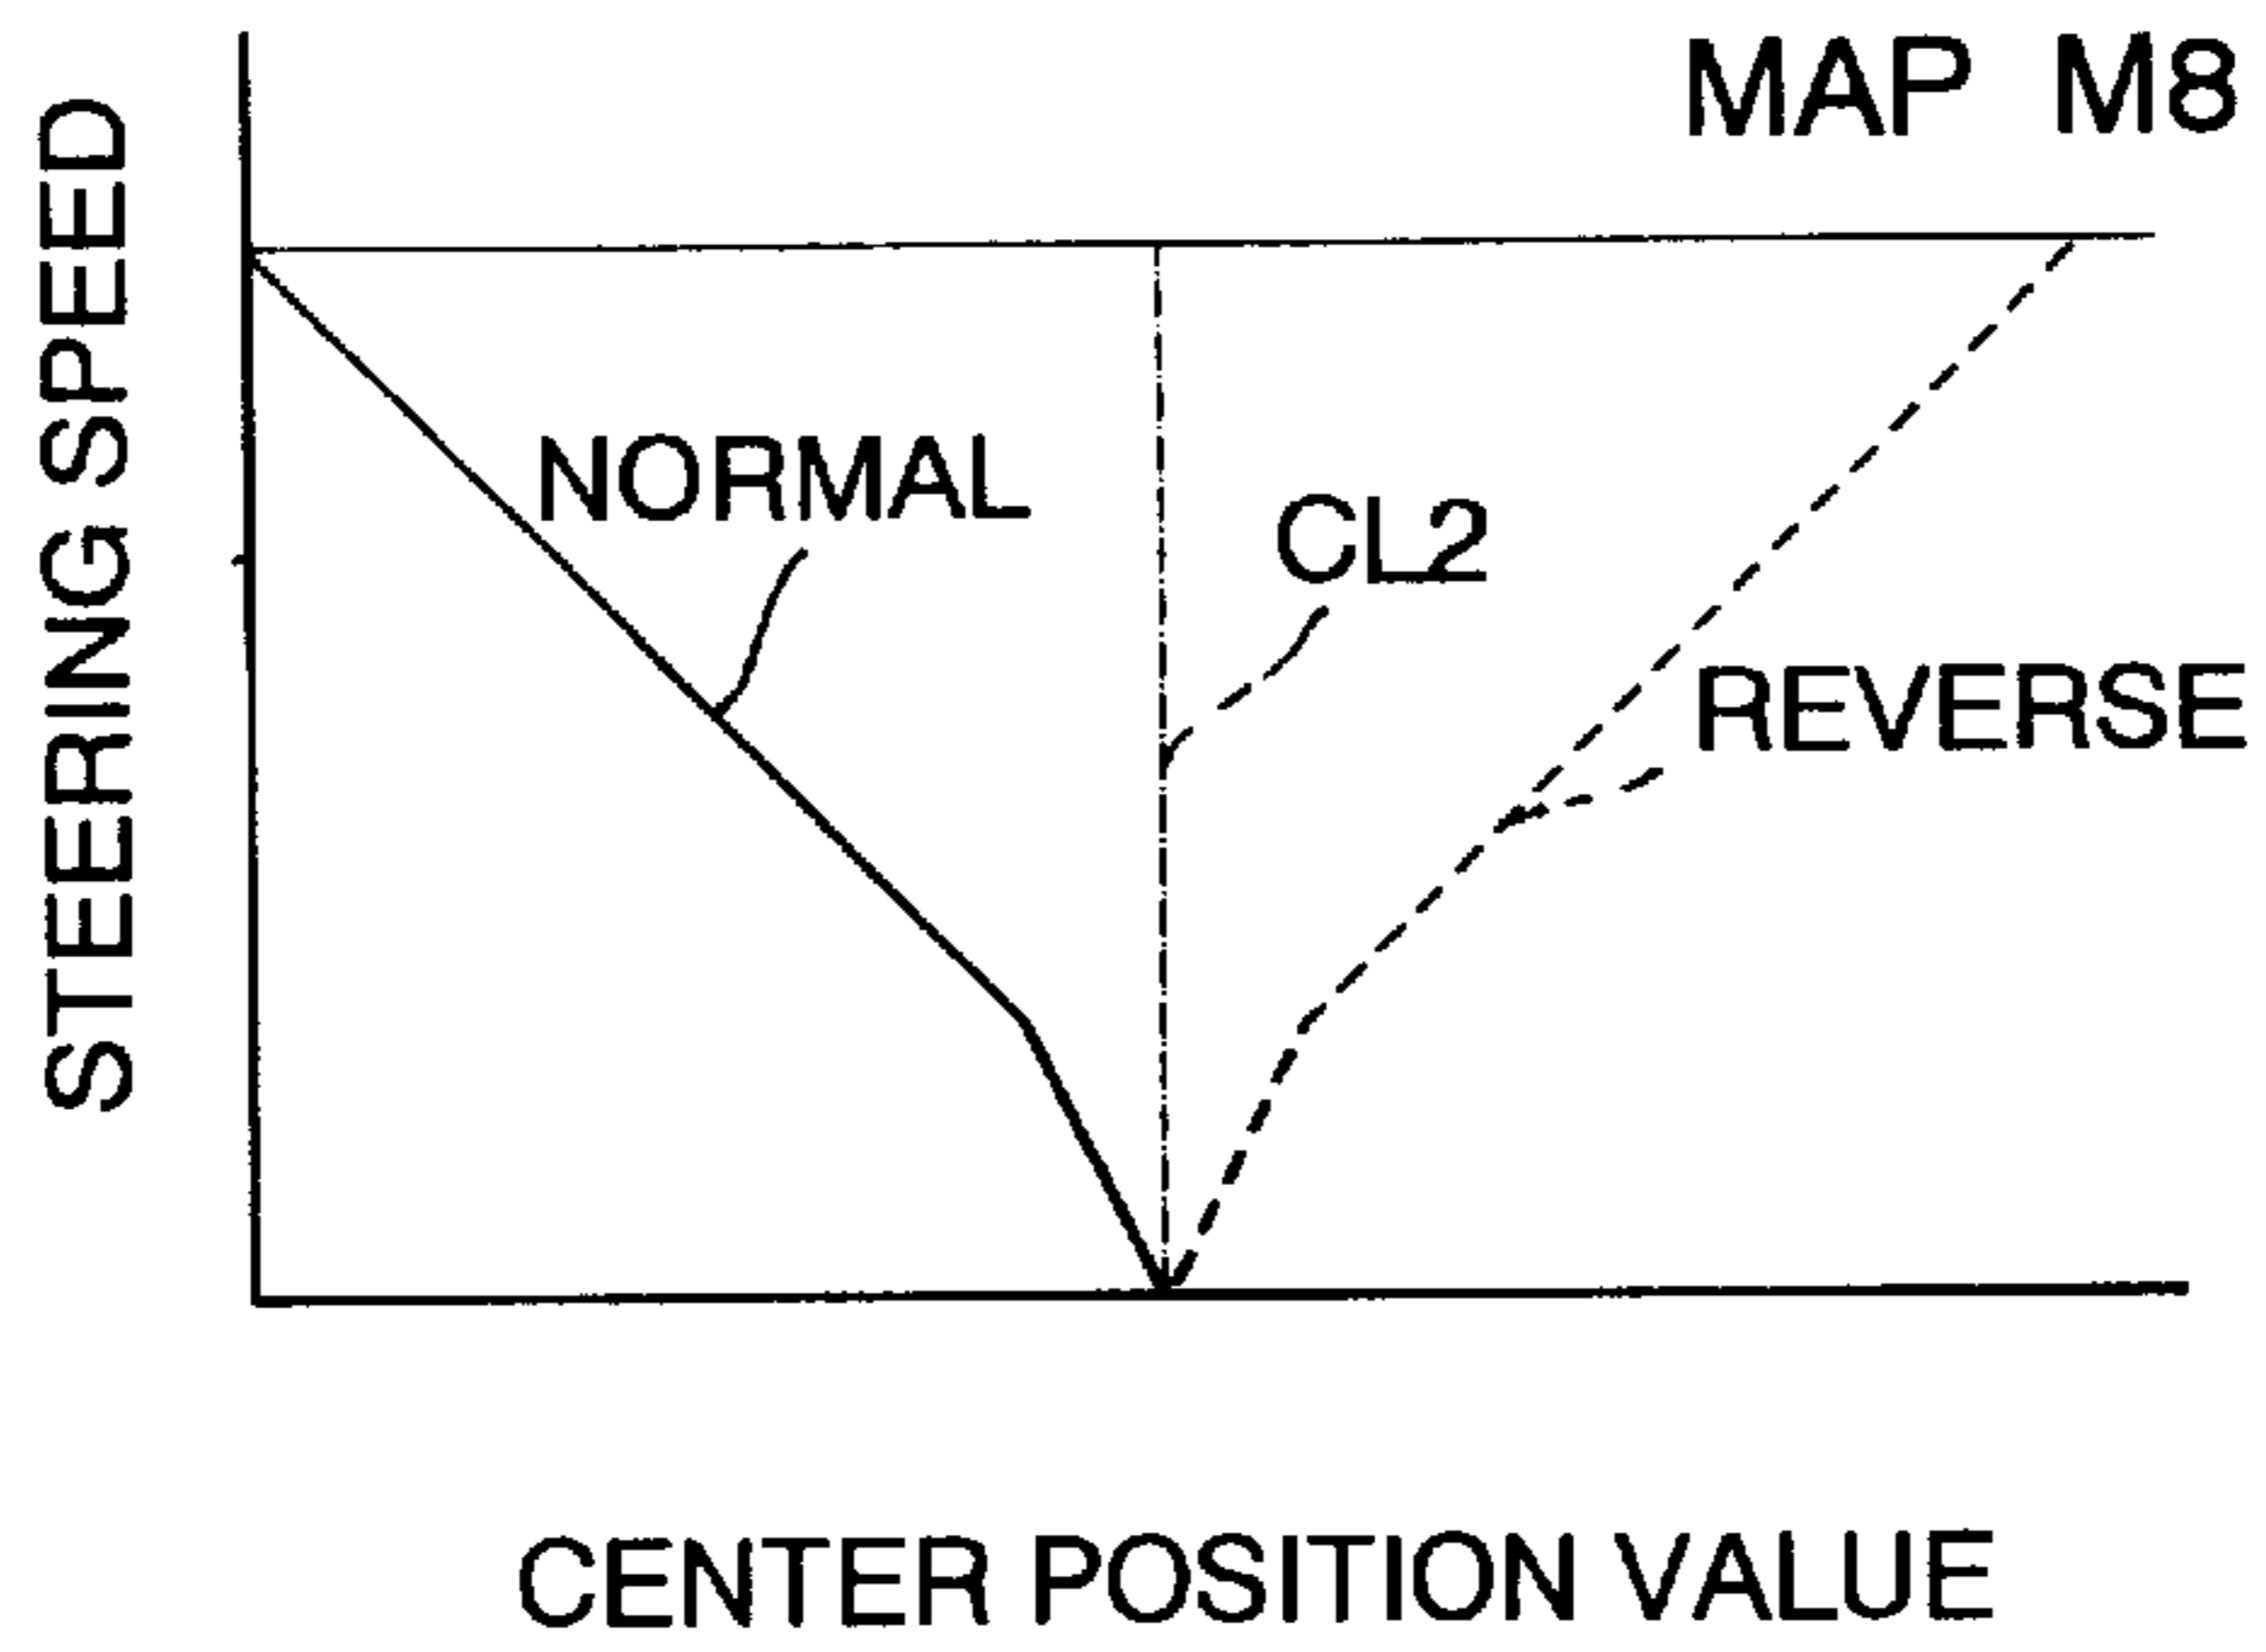 MAP M8
STEERING SPEED
NORMAL
CL2
REVERSE
CENTER POSITION VALUE